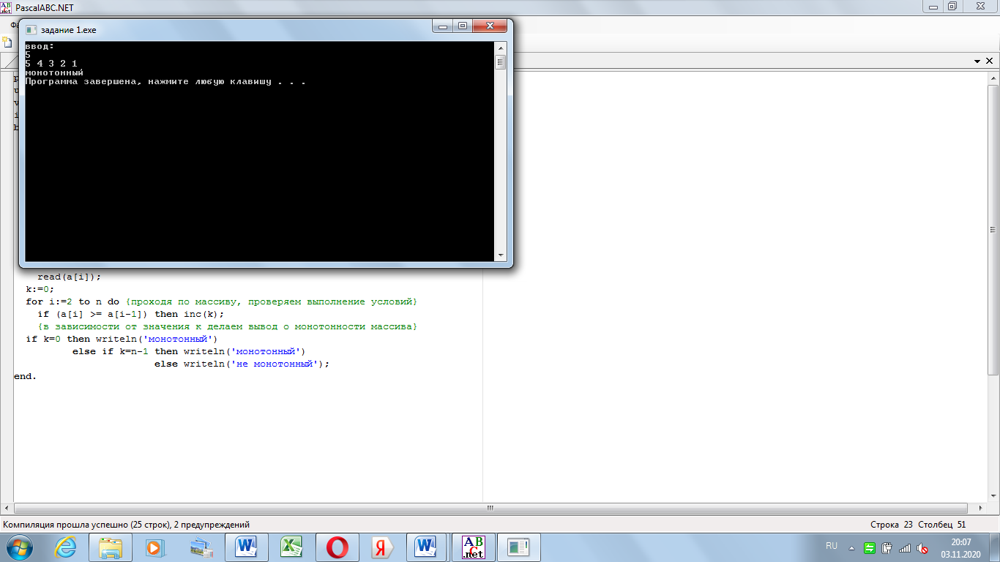 PascalABC.NET
Фа
задание 1.exe
ввод:
5
5 4 3 2 1
монотонный
Программа завершена, нажмите любую клавишу . . .
p
u
v
i
b
read(a[i]);
k:=0;
for i:=2 to n do {проходя по массиву, проверяем выполнение условий}
if (a[i] >= a[i-1]) then inc(k);
{в зависимости от значения к делаем вывод о монотонности массива}
if k=0 then writeln('монотонный')
else if k=n-1 then writeln('монотонный')
else writeln('не монотонный');
end.
Компиляция прошла успешно (25 строк), 2 предупреждений
Строка 23 Столбец 51
RU
20:07
03.11.2020